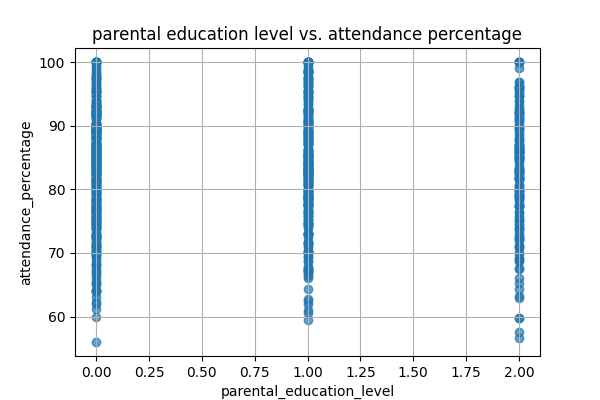 parental education level vs. attendance percentage
100
90
80
70
60
attendance_percentage
0.00 0.25 0.50 0.75 1.00 1.25 1.50 1.75 2.00
parental_education_level